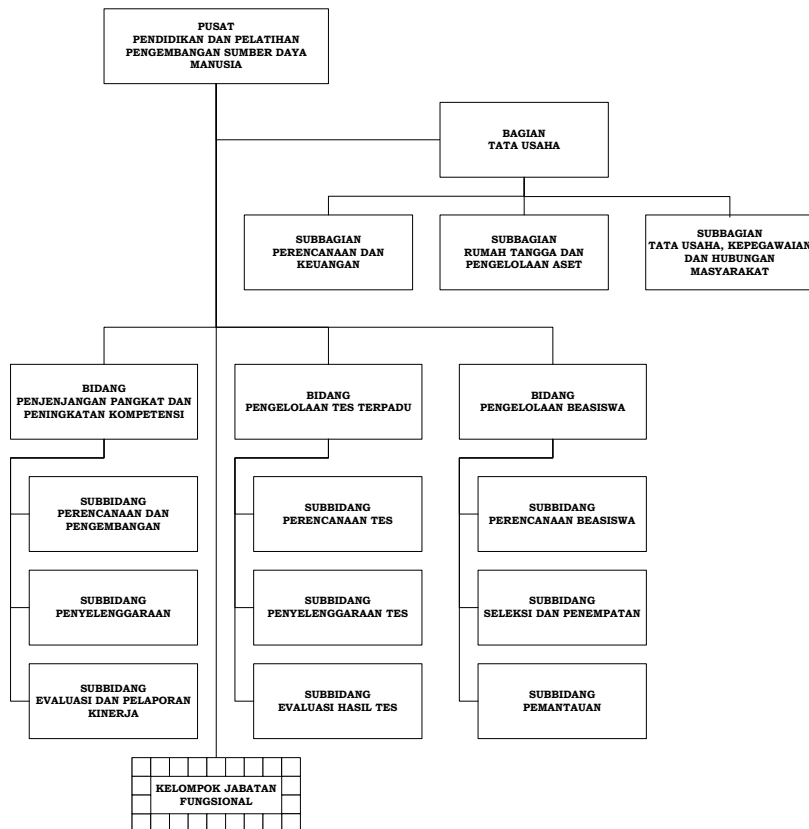 PUSAT
PENDIDIKAN DAN PELATIHAN
PENGEMBANGAN SUMBER DAYA
MANUSIA
BAGIAN
TATA USAHA
SUBBAGIAN
PERENCANAAN DAN
KEUANGAN
SUBBAGIAN
RUMAH TANGGA DAN
PENGELOLAAN ASET
SUBBAGIAN
TATA USAHA, KEPEGAWAIAN
DAN HUBUNGAN
MASYARAKAT
BIDANG
PENJENJANGAN PANGKAT DAN
PENINGKATAN KOMPETENSI
BIDANG
PENGELOLAAN TES TERPADU
BIDANG
PENGELOLAAN BEASISWA
SUBBIDANG
PERENCANAAN DAN
PENGEMBANGAN
SUBBIDANG
PERENCANAAN TES
SUBBIDANG
PERENCANAAN BEASISWA
SUBBIDANG
PENYELENGGARAAN
SUBBIDANG
PENYELENGGARAAN TES
SUBBIDANG
SELEKSI DAN PENEMPATAN
SUBBIDANG
EVALUASI DAN PELAPORAN
KINERJA
SUBBIDANG
EVALUASI HASIL TES
SUBBIDANG
PEMANTAUAN
KELOMPOK JABATAN
FUNGSIONAL